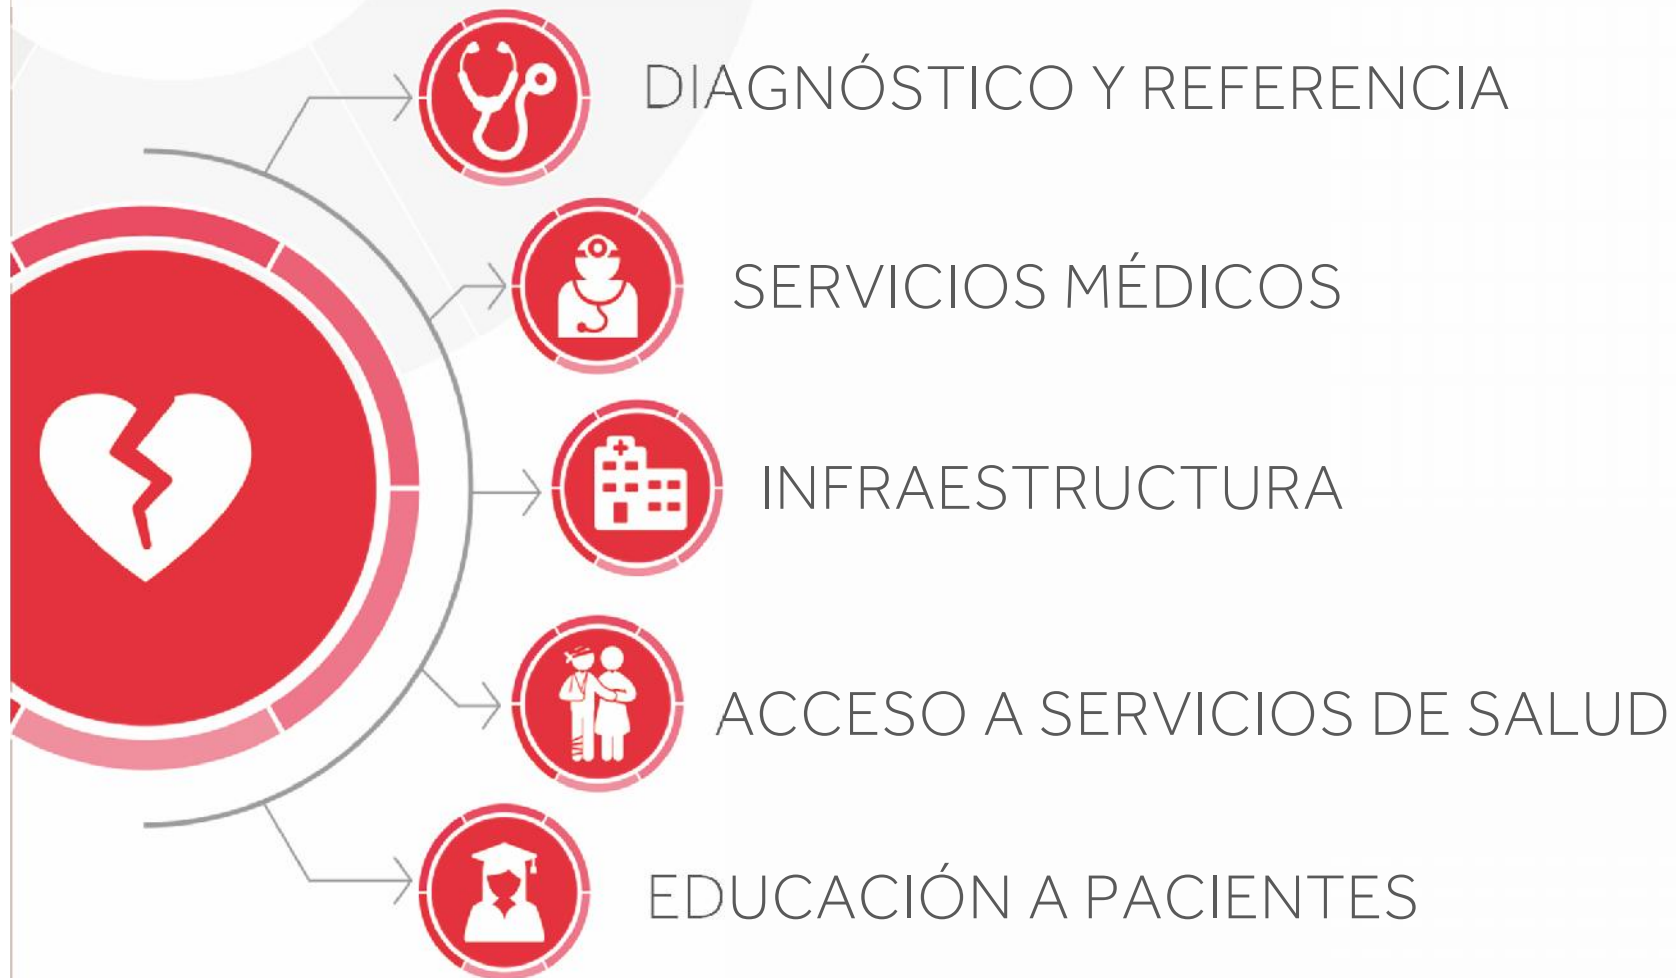 DIAGNÓSTICO Y REFERENCIA
SERVICIOS MÉDICOS
INFRAESTRUCTURA
ACCESO A SERVICIOS DE SALUD
EDUCACIÓN A PACIENTES